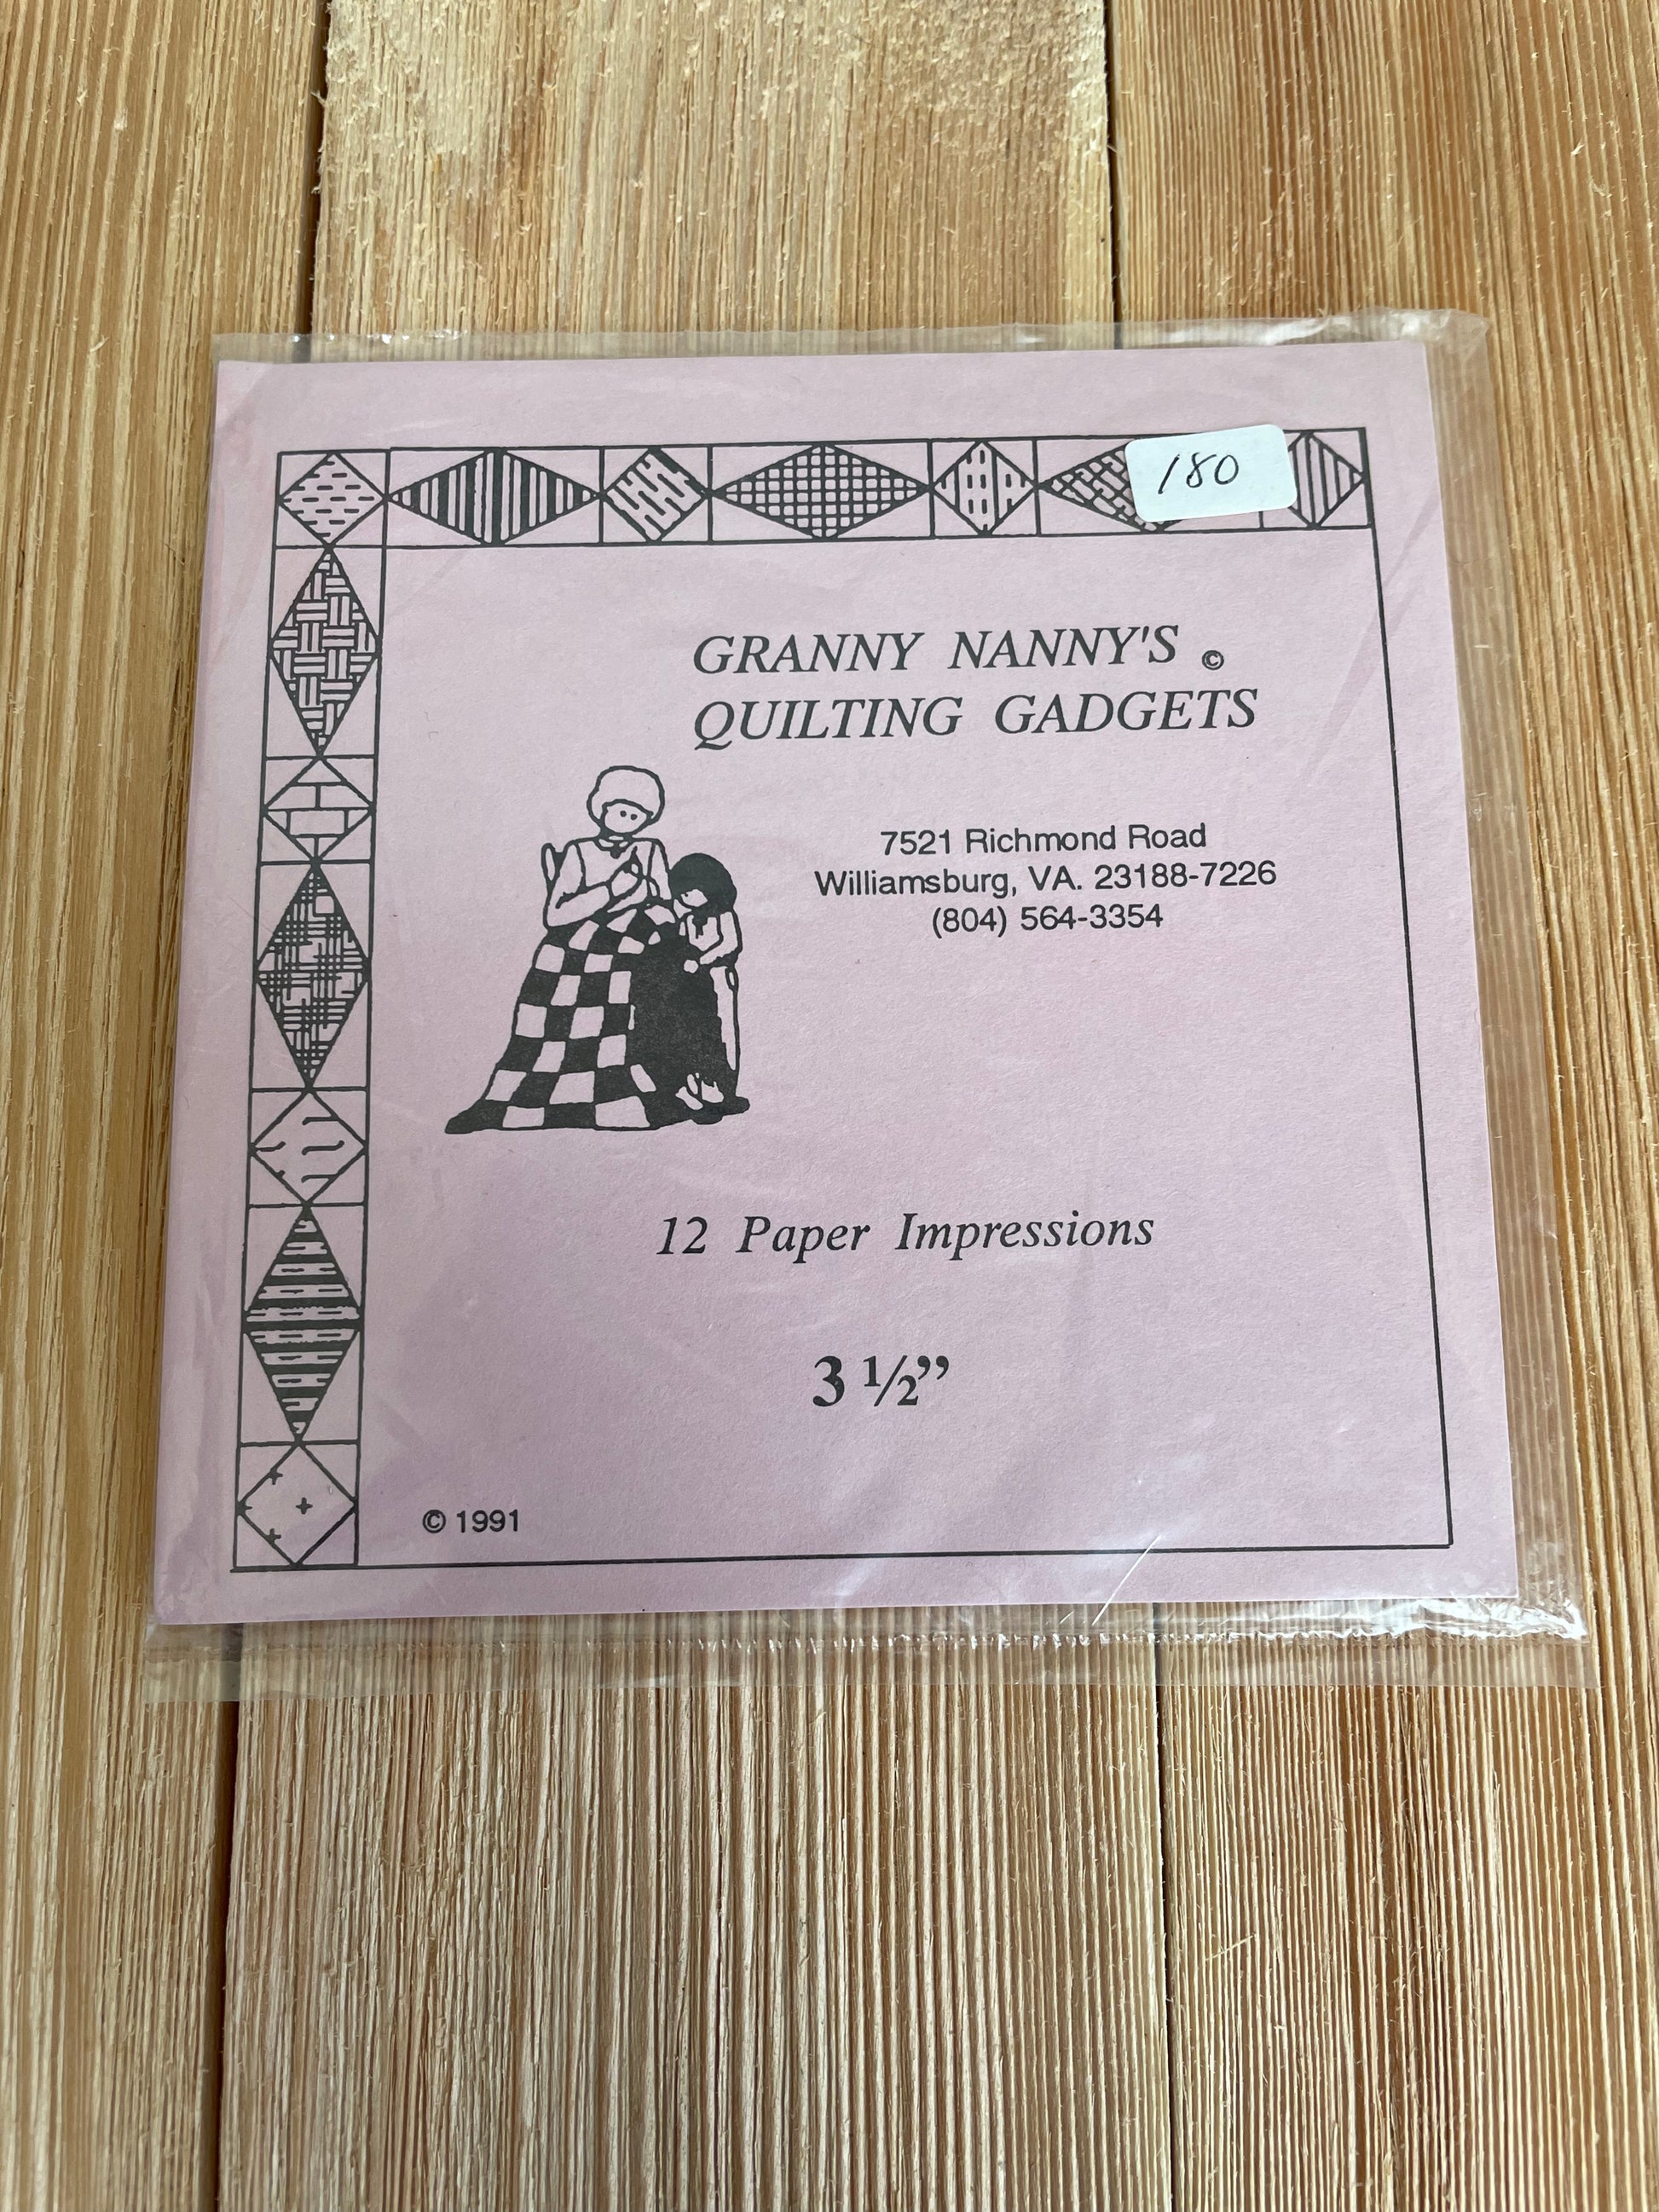 180
GRANNY NANNY'S ©
QUILTING GADGETS
7521 Richmond Road
Williamsburg, VA. 23188-7226
(804) 564-3354
12 Paper Impressions
3 ½”
© 1991